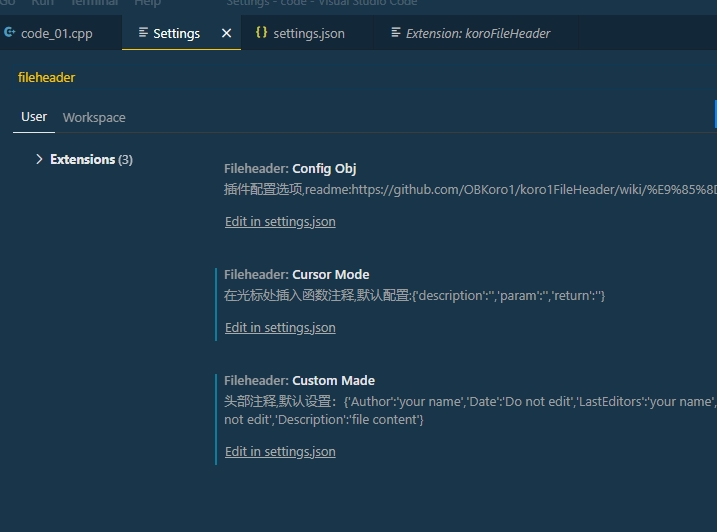 Go Run Terminal Help Settings - code - Visual Studio Code
code_01.cpp Settings settings.json Extension: koroFileHeader
fileheader
User Workspace
Extensions (3)
Fileheader: Config Obj
插件配置选项,readme:https://github.com/OBKoro1/koro1FileHeader/wiki/%E9%85%8D
Edit in settings.json
Fileheader: Cursor Mode
在光标处插入函数注释,默认配置:{'description':'','param':'','return':''}
Edit in settings.json
Fileheader: Custom Made
头部注释,默认设置：{'Author':'your name','Date':'Do not edit','LastEditors':'your name',
not edit','Description':'file content'}
Edit in settings.json